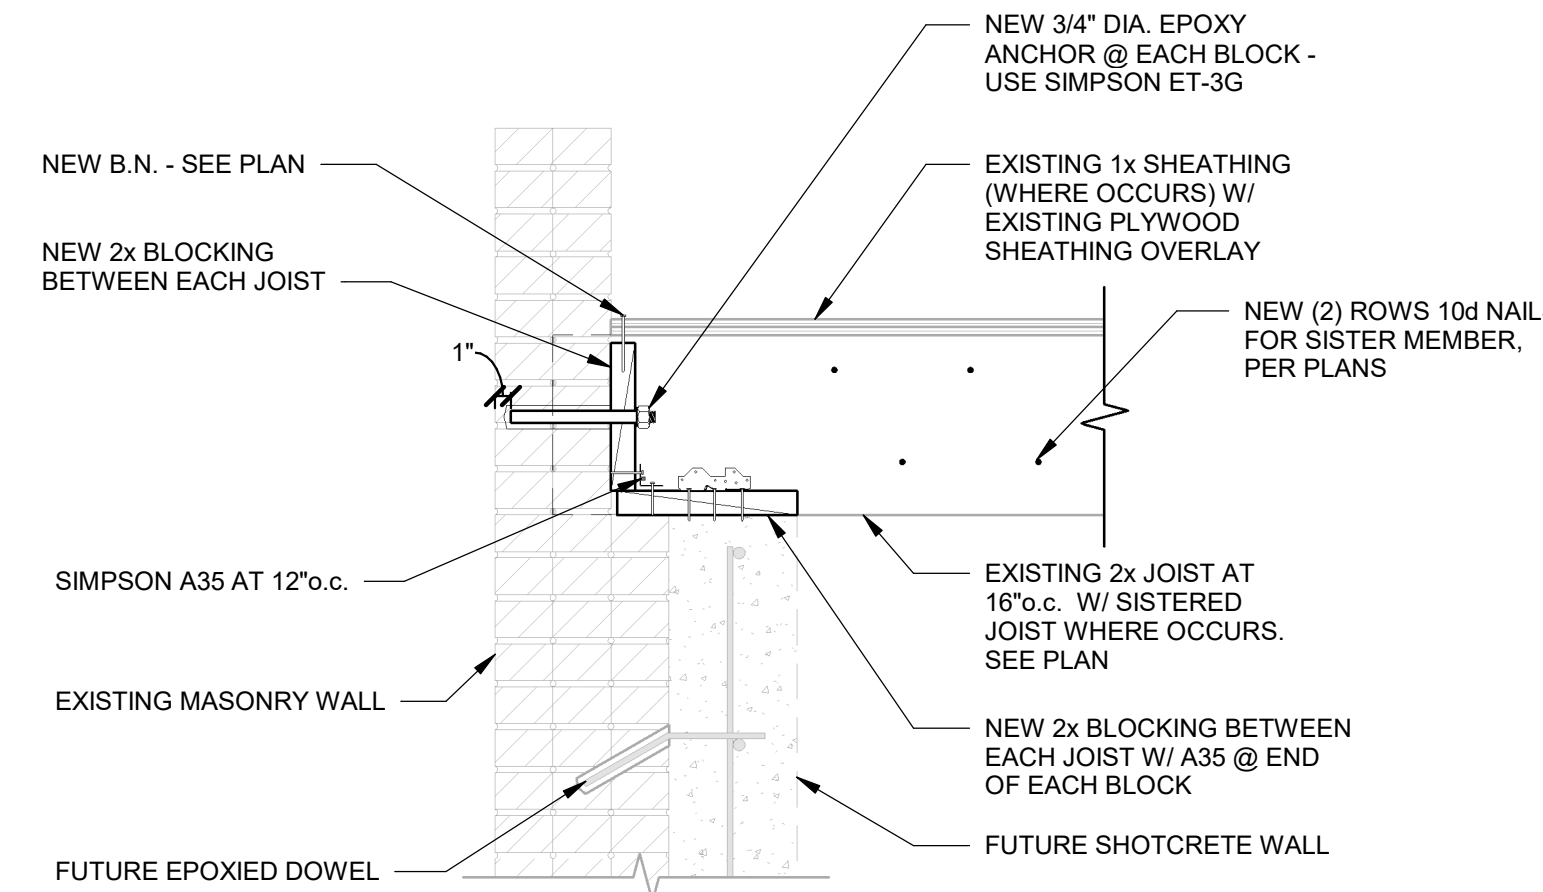 NEW 3/4" DIA. EPOXY
ANCHOR @ EACH BLOCK -
USE SIMPSON ET-3G
NEW B.N. - SEE PLAN
EXISTING 1x SHEATHING
(WHERE OCCURS) W/
EXISTING PLYWOOD
SHEATHING OVERLAY
NEW 2x BLOCKING
BETWEEN EACH JOIST
NEW (2) ROWS 10d NAIL
FOR SISTER MEMBER,
PER PLANS
1"
SIMPSON A35 AT 12"o.c.
EXISTING 2x JOIST AT
16"o.c. W/ SISTERED
JOIST WHERE OCCURS.
SEE PLAN
EXISTING MASONRY WALL
NEW 2x BLOCKING BETWEEN
EACH JOIST W/ A35 @ END
OF EACH BLOCK
FUTURE SHOTCRETE WALL
FUTURE EPOXIED DOWEL